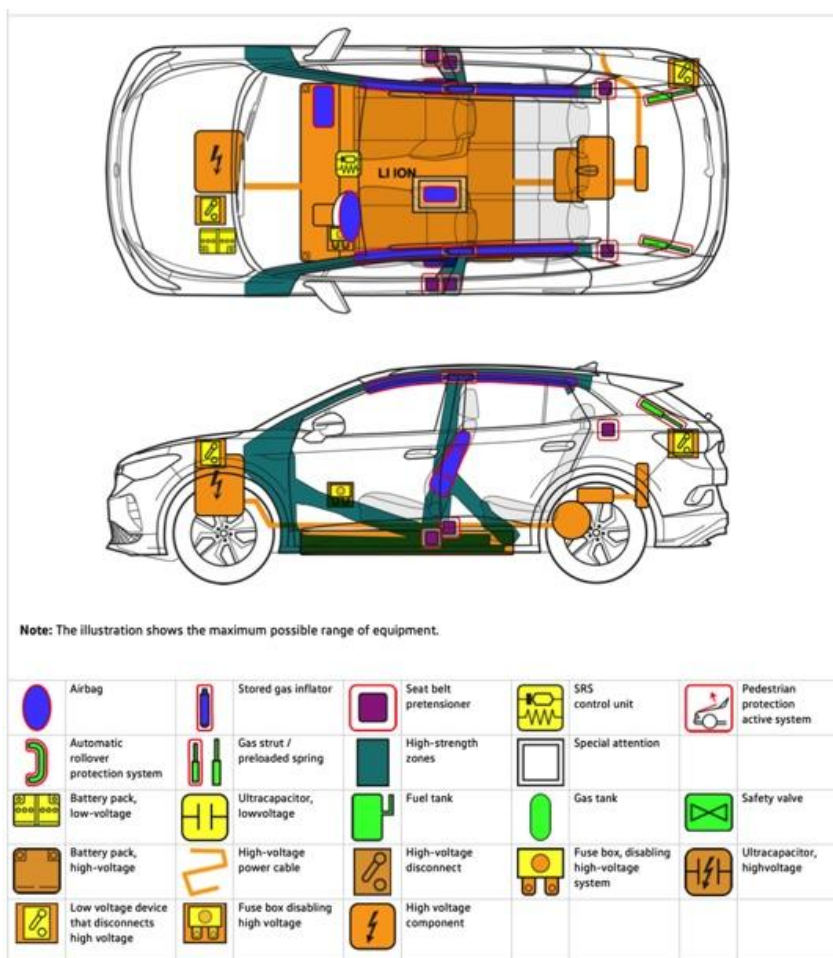 LI ION
Note: The illustration shows the maximum possible range of equipment.
Airbag
Stored gas inflator
Seat belt
pretensioner
SRS
control unit
Pedestrian
protection
active system
Automatic
rollover
protection system
Gas strut /
preloaded spring
High-strength
zones
Special attention
Battery pack,
low-voltage
Ultracapacitor,
lowvoltage
Fuel tank
Gas tank
Safety valve
Battery pack,
high-voltage
High-voltage
power cable
High-voltage
disconnect
Fuse box, disabling
high-voltage
system
Ultracapacitor,
highvoltage
Low voltage device
that disconnects
high voltage
Fuse box disabling
high voltage
High voltage
component